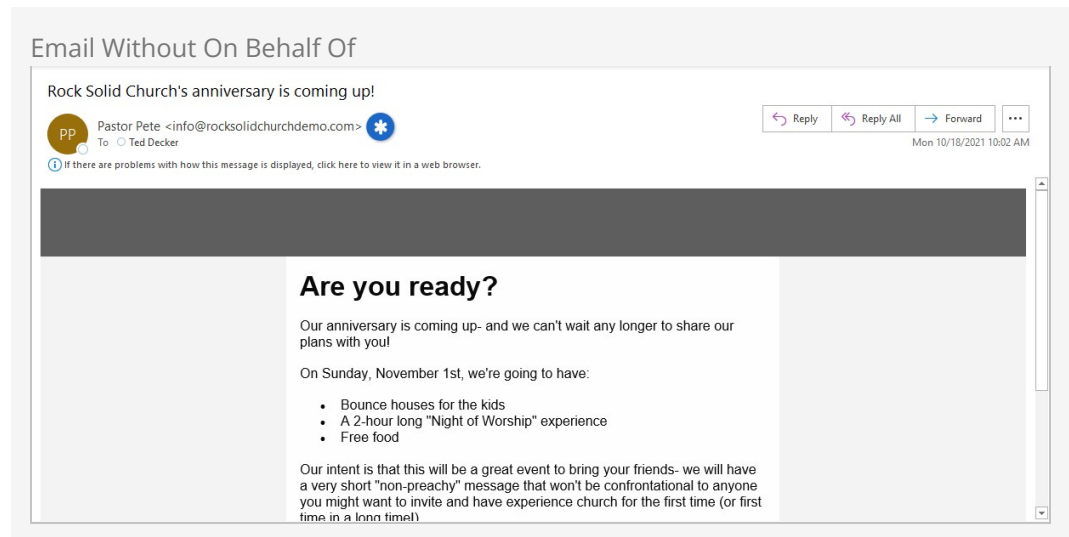 Email Without On Behalf Of
Rock Solid Church's anniversary is coming up!
PP
Pastor Pete <info@rocksolidchurchdemo.com>
Reply
Reply All
Forward
To Ted Decker
Mon 10/18/2021 10:02 AM
If there are problems with how this message is displayed, click here to view it in a web browser.
Are you ready?
Our anniversary is coming up- and we can't wait any longer to share our
plans with you!
On Sunday, November 1st, we're going to have:
• Bounce houses for the kids
• A 2-hour long "Night of Worship" experience
• Free food
Our intent is that this will be a great event to bring your friends- we will have
a very short "non-preachy" message that won't be confrontational to anyone
you might want to invite and have experience church for the first time (or first
time in a long time!)